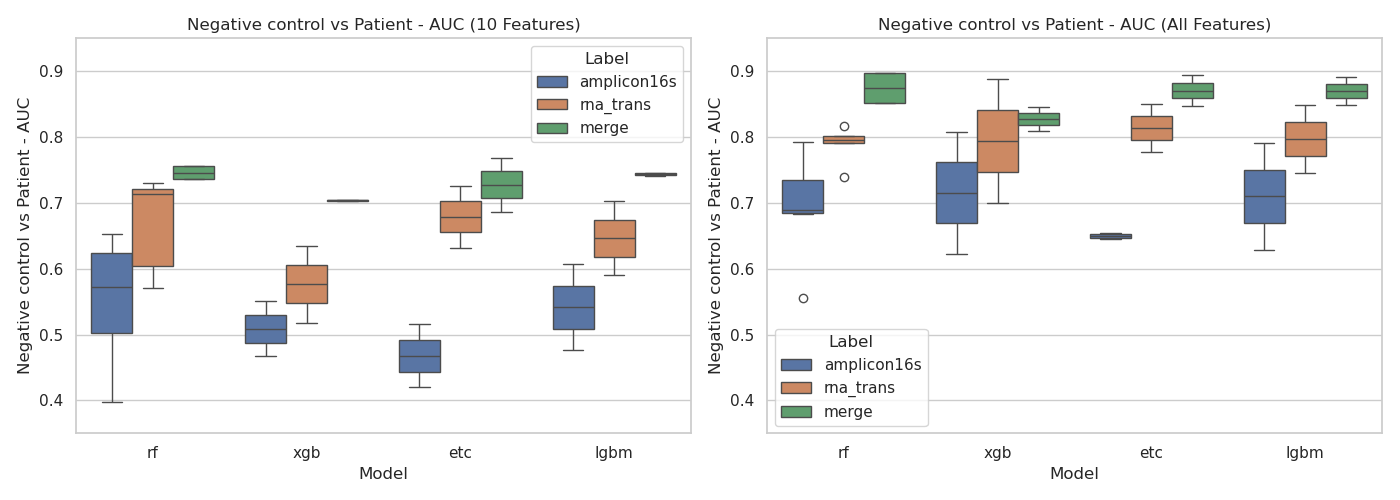 Negative control vs Patient - AUC (10 Features)
Negative control vs Patient - AUC
0.9
0.8
0.7
0.6
0.5
0.4
Label
amplicon16s
rna_trans
merge
rf
xgb
etc
lgbm
Model
Negative control vs Patient - AUC (All Features)
Negative control vs Patient - AUC
0.9
0.8
0.7
0.6
0.5
0.4
Label
amplicon16s
rna_trans
merge
rf
xgb
etc
lgbm
Model